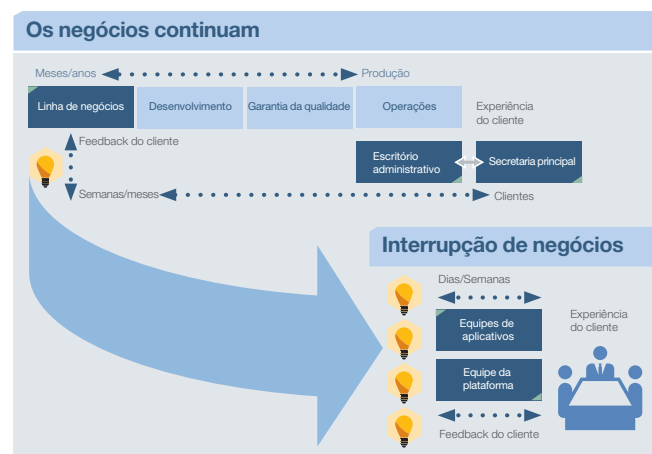 Os negócios continuam
Meses/anos
Produção
Linha de negócios
Desenvolvimento
Garantia da qualidade
Operações
Experiência
do cliente
Feedback do cliente
Escritório
administrativo
Secretaria principal
Semanas/meses
Clientes
Interrupção de negócios
Dias/Semanas
Equipes de
aplicativos
Experiência
do cliente
Equipe da
plataforma
Feedback do cliente